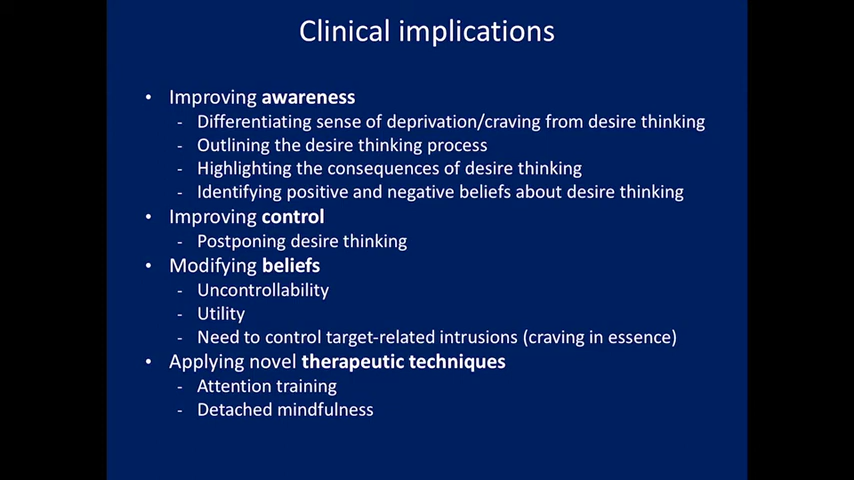 Clinical implications
• Improving awareness
- Differentiating sense of deprivation/craving from desire thinking
- Outlining the desire thinking process
- Highlighting the consequences of desire thinking
- Identifying positive and negative beliefs about desire thinking
• Improving control
- Postponing desire thinking
• Modifying beliefs
- Uncontrollability
- Utility
- Need to control target-related intrusions (craving in essence)
• Applying novel therapeutic techniques
- Attention training
- Detached mindfulness